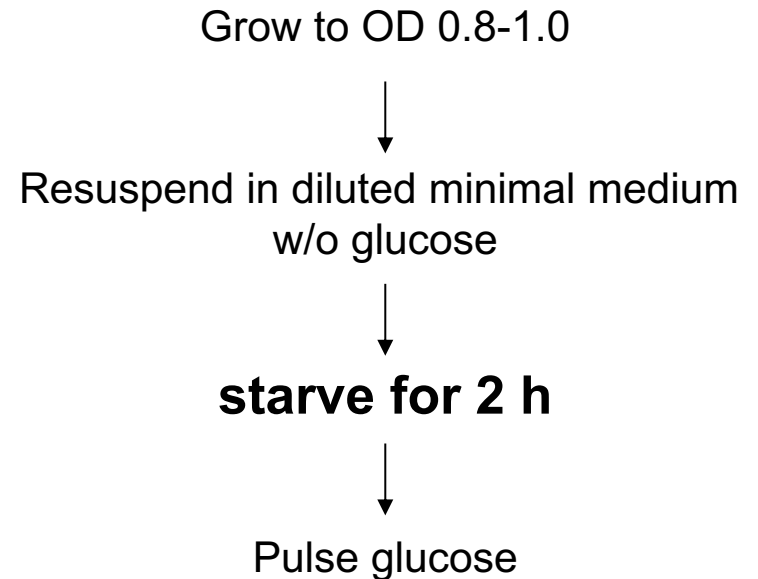 Grow to OD 0.8-1.0
Resuspend in diluted minimal medium
w/o glucose
starve for 2 h
Pulse glucose